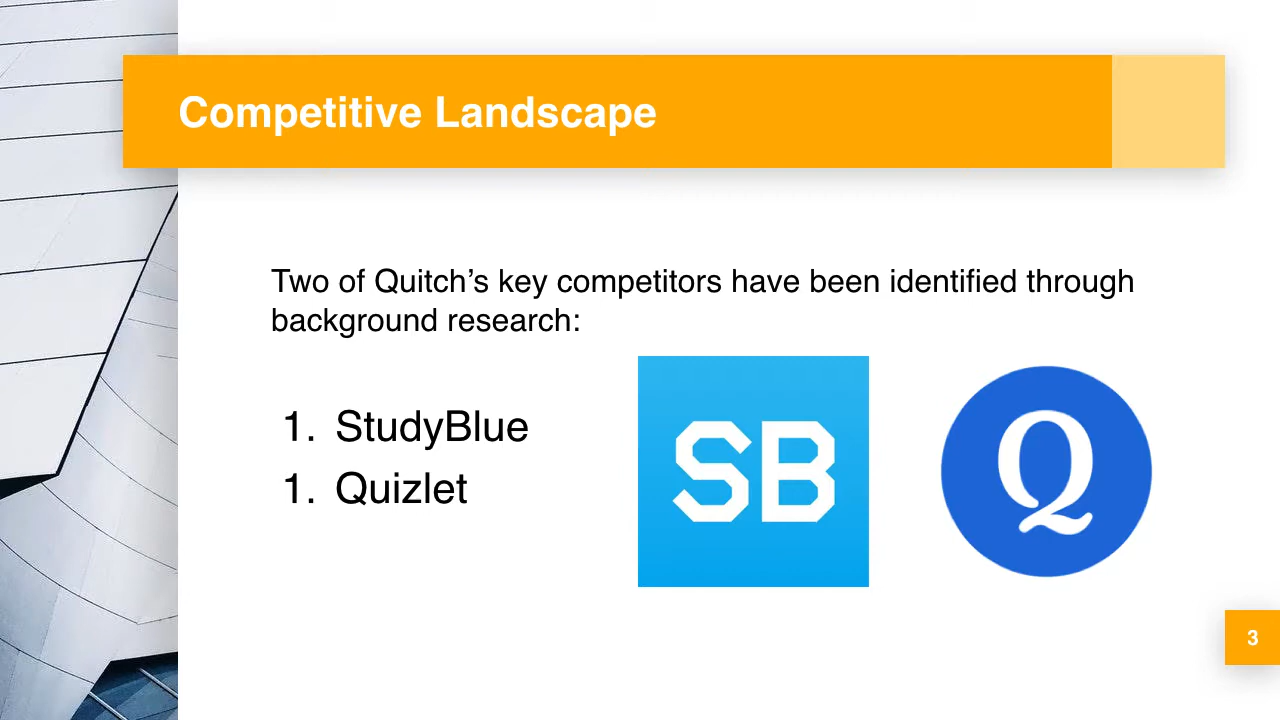 Competitive Landscape
Two of Quitch’s key competitors have been identified through
background research:
1. StudyBlue
1. Quizlet
SB
Q
3